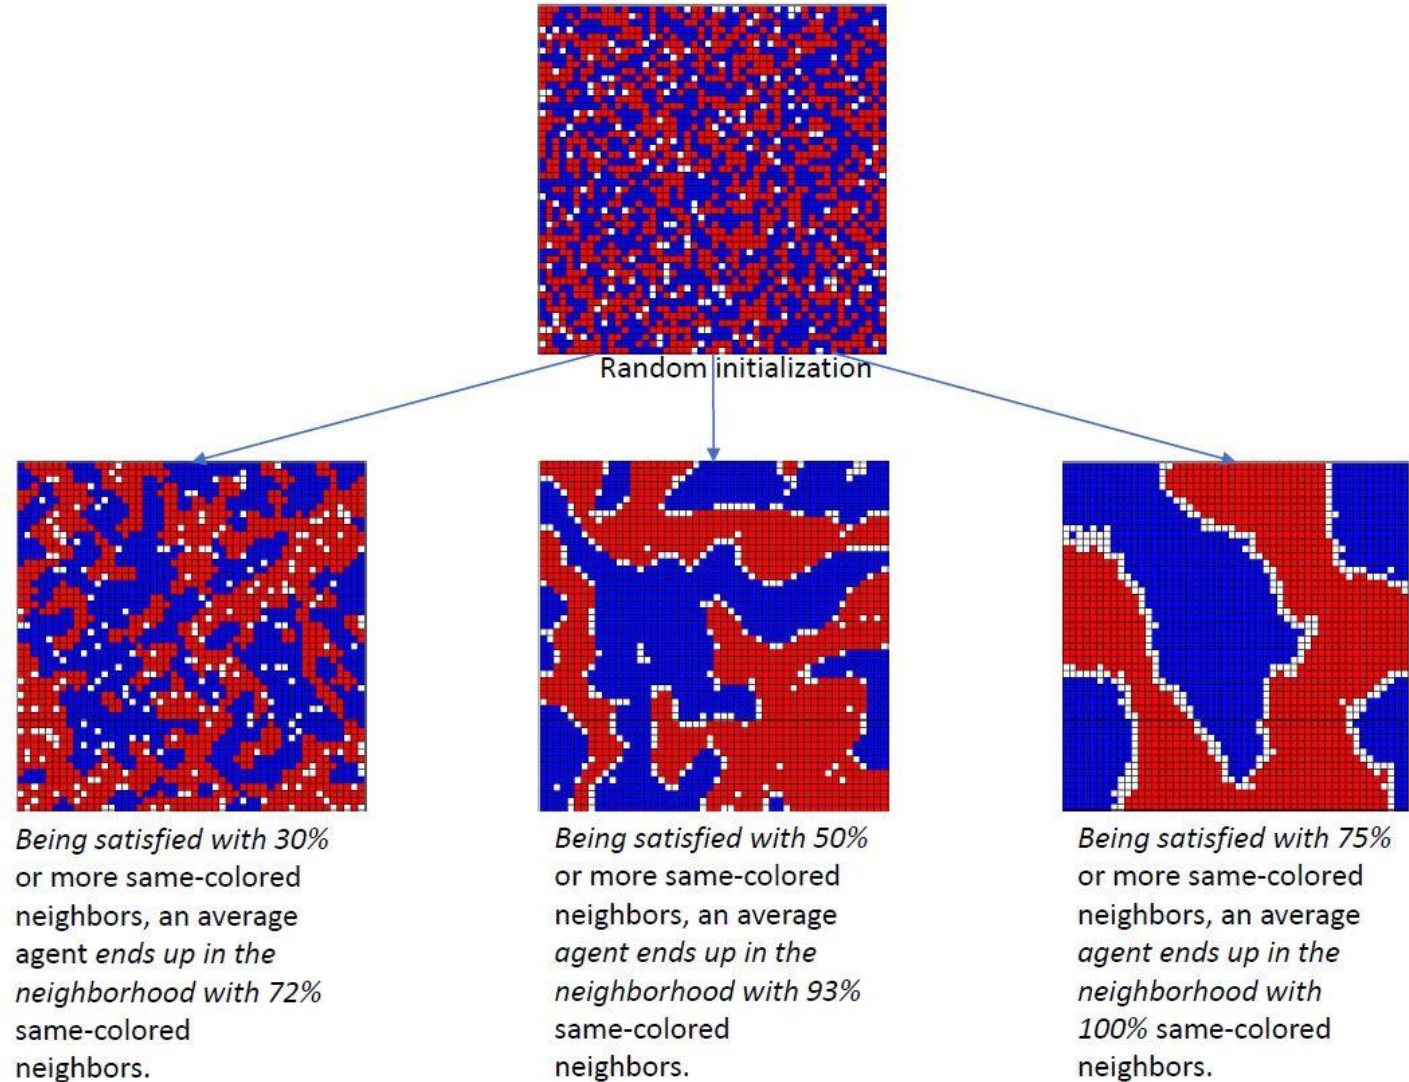 Random initialization
Being satisfied with 30%
or more same-colored
neighbors, an average
agent ends up in the
neighborhood with 72%
same-colored
neighbors.
Being satisfied with 50%
or more same-colored
neighbors, an average
agent ends up in the
neighborhood with 93%
same-colored
neighbors.
Being satisfied with 75%
or more same-colored
neighbors, an average
agent ends up in the
neighborhood with
100% same-colored
neighbors.